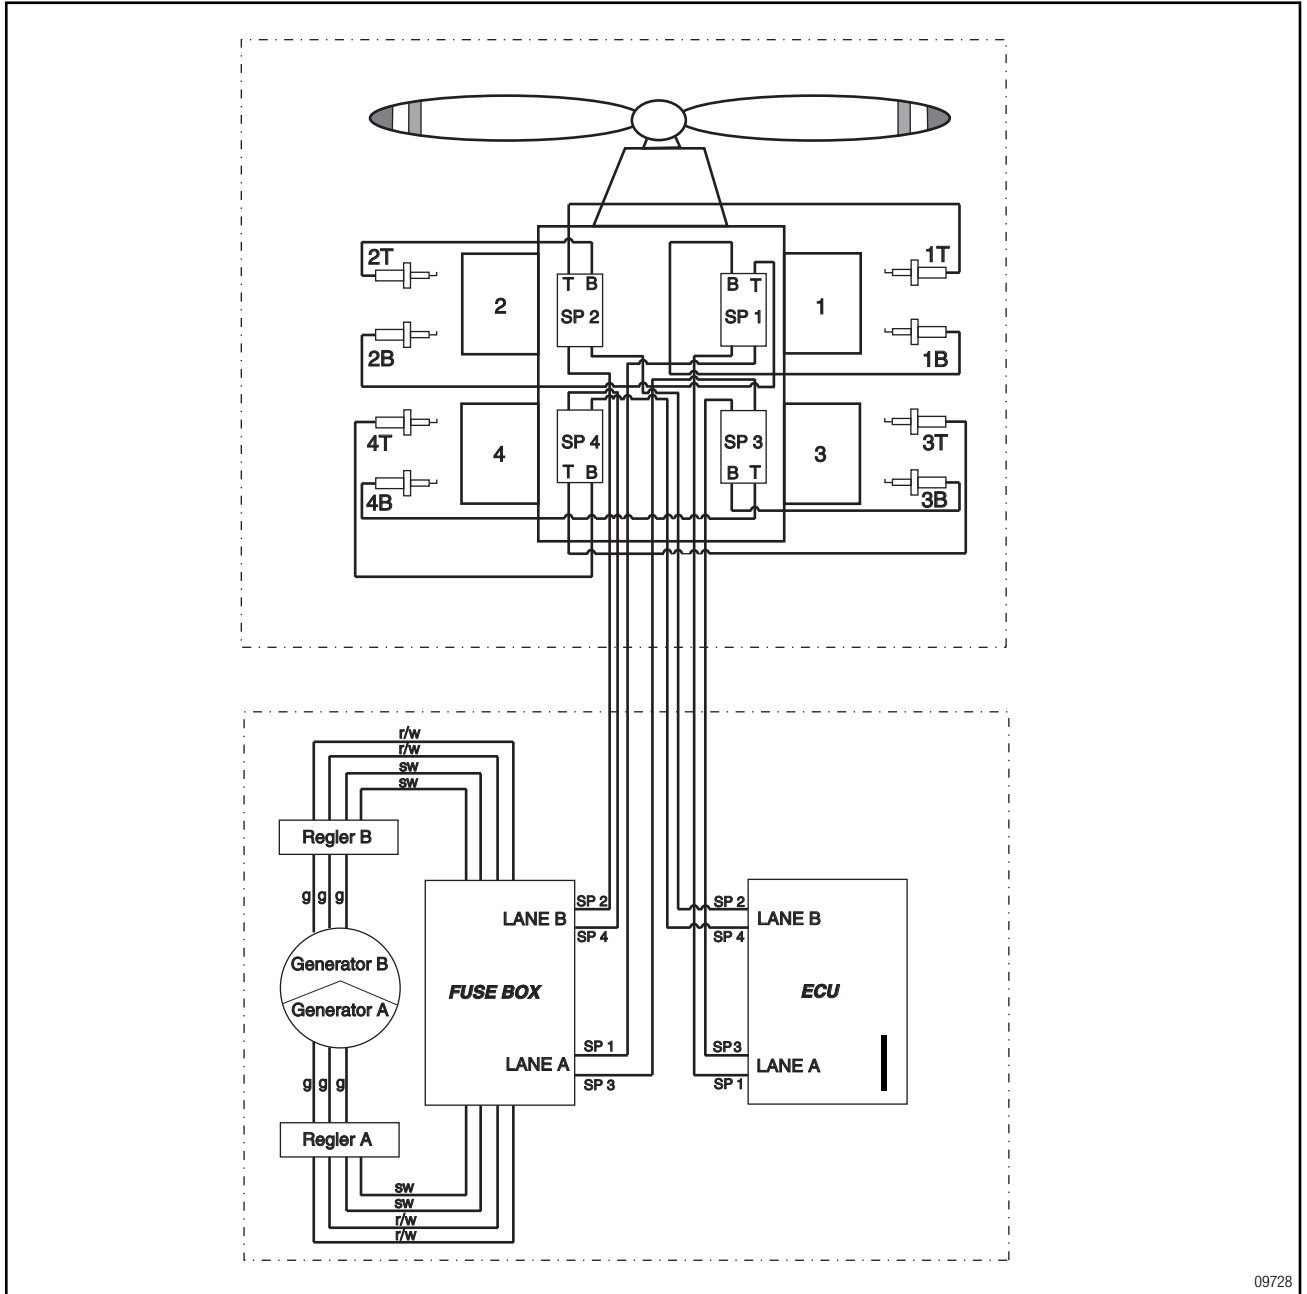 2T
1T
T B
B T
2
SP 2
SP 1
1
2B
1B
4T
3T
4
SP 4
SP 3
3
T B
B T
4B
3B
r/w
r/w
sw
sw
Regler B
g g g
SP 2
SP 2
LANE B
LANE B
SP 4
SP 4
Generator B
FUSE BOX
ECU
Generator A
SP 1
SP3
LANE A
LANE A
SP 3
SP 1
g g g
Regler A
sw
sw
r/w
r/w
09728